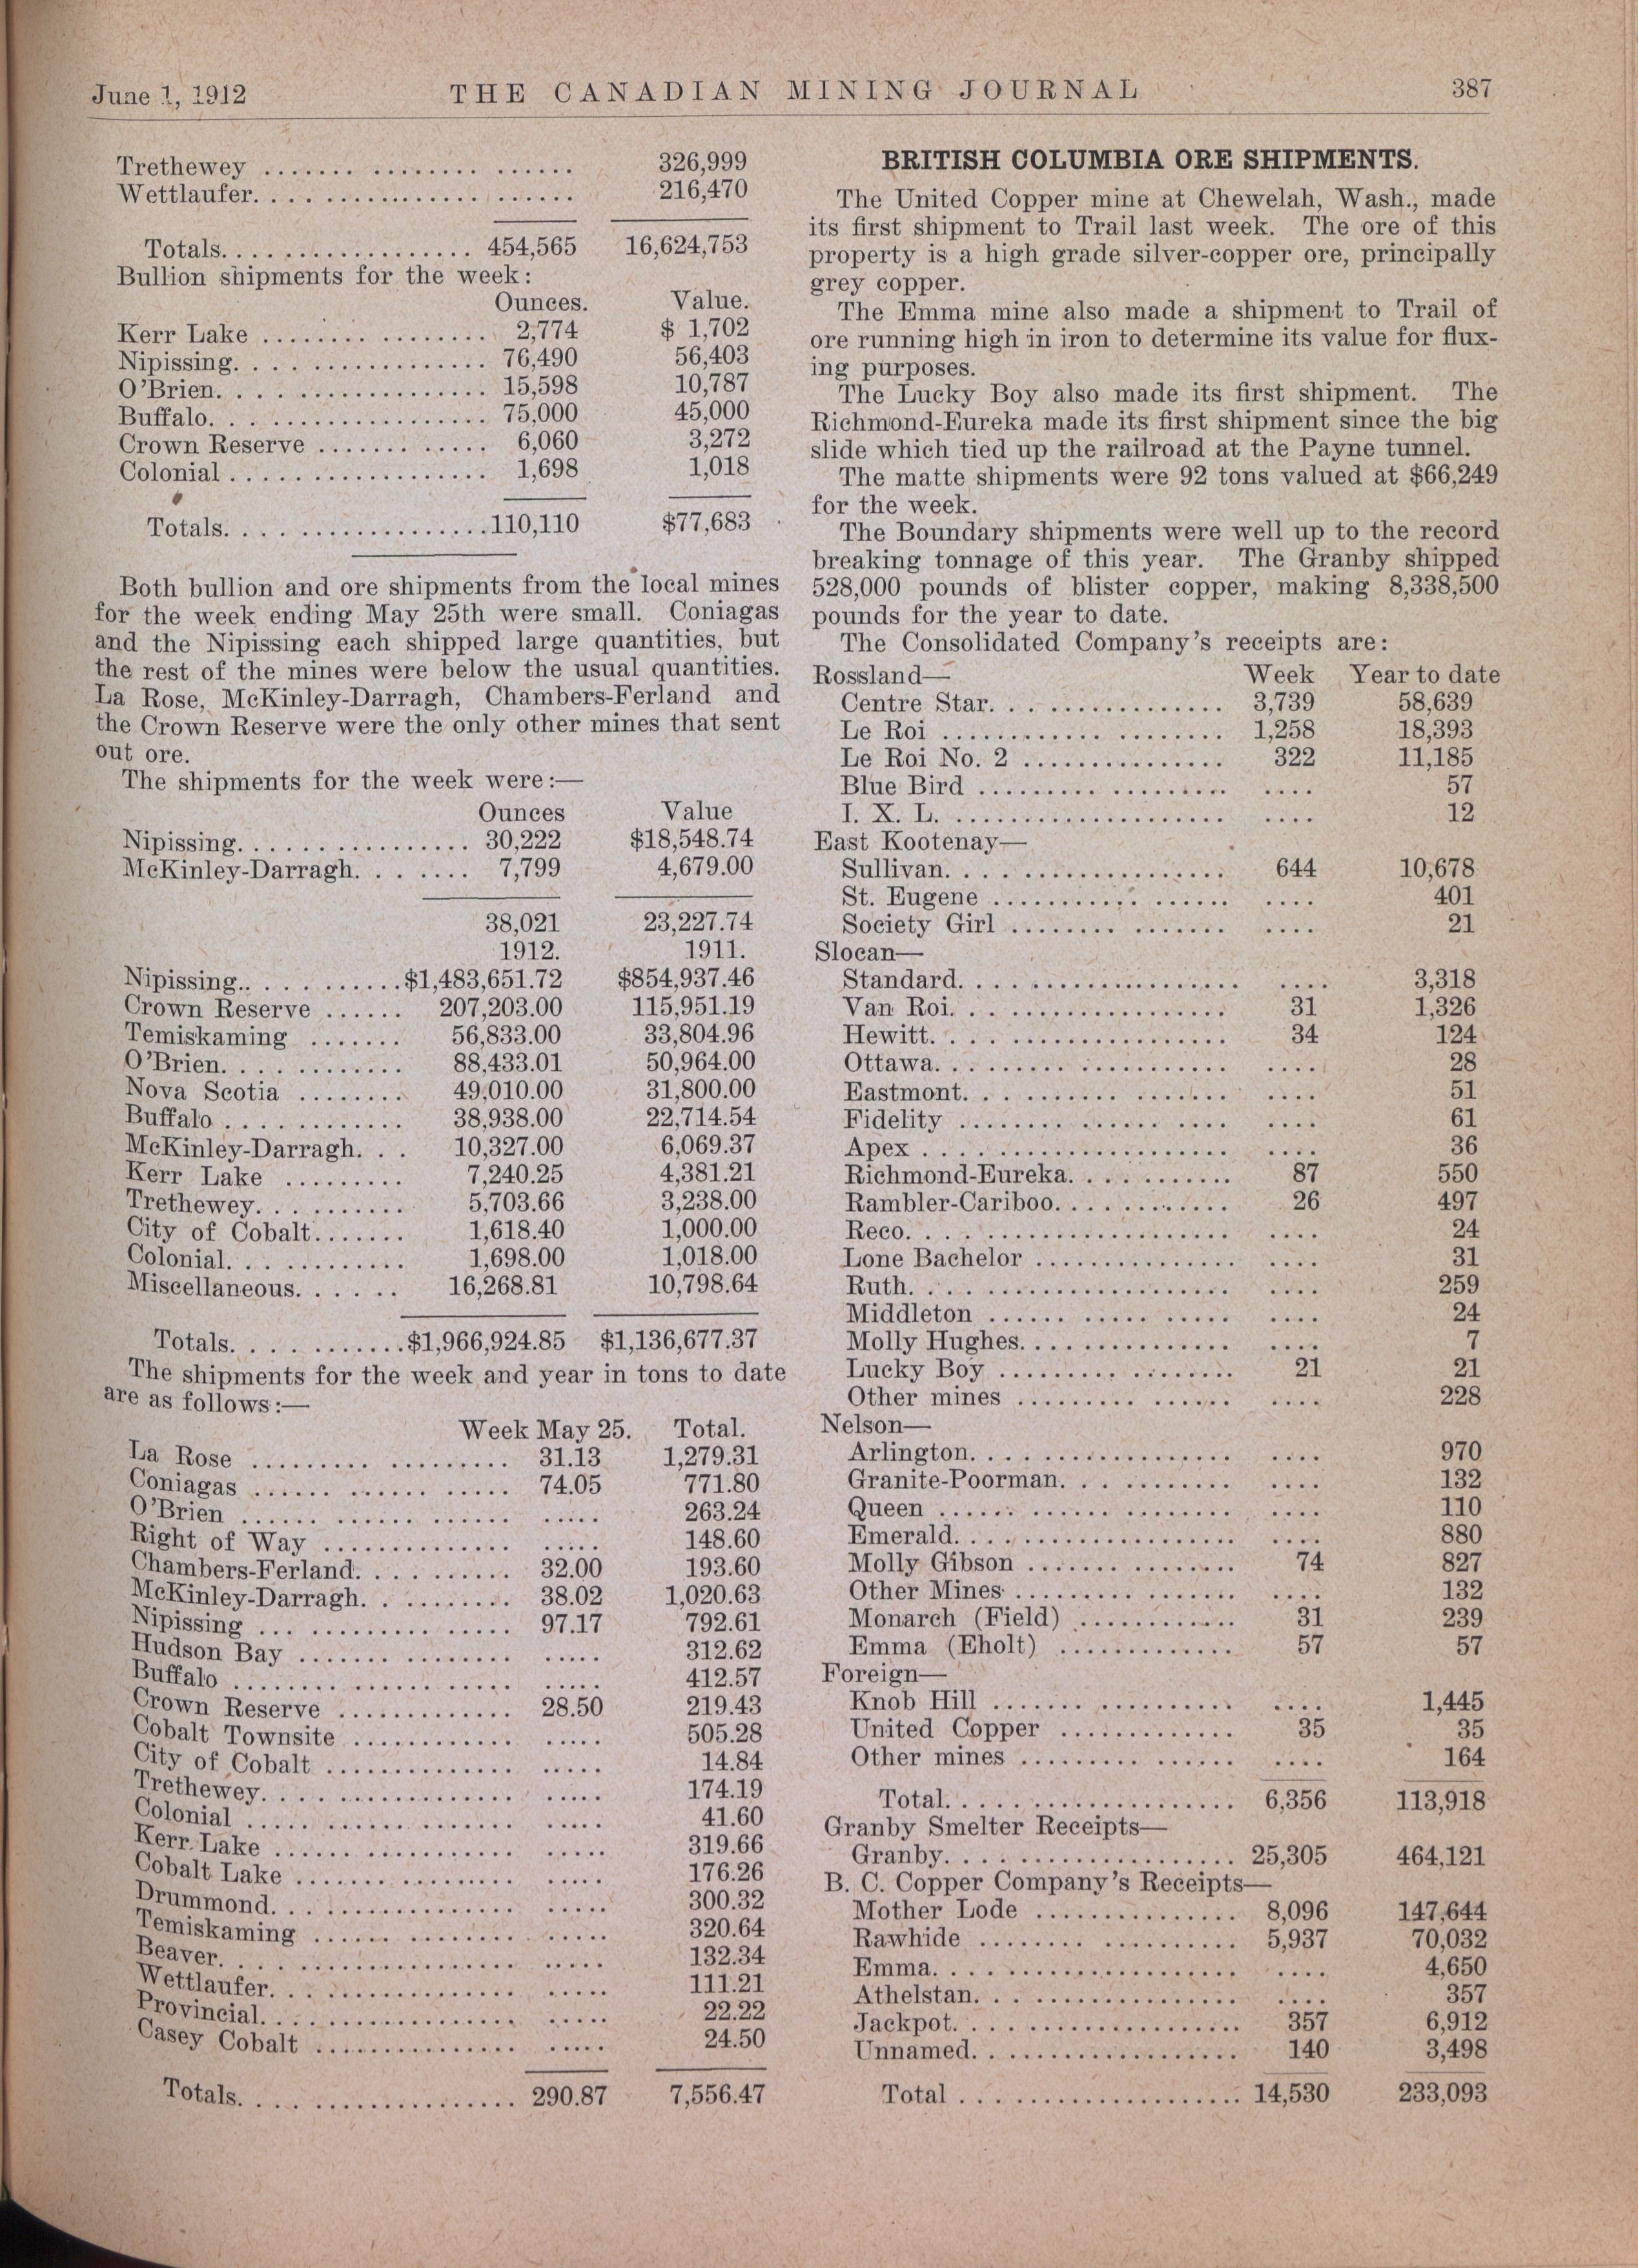 June 1, 1912
THE CANADIAN MINING JOURNAL
387
Trethewey ....... ........ ...... 326,999
Wettlaufer. . . . .............. ...... 216,470
Totals. . . . .................. 454,565 16,624,753
Bullion shipments for the week:
Ounces. Value.
Kerr Lake ........ ........ 2,774 $ 1,702
Nipissing. . . . ............... 76,490 56,403
O'Brien. . . . ............... 15,598 10,787
Buffalo. . . .................. 75,000 45,000
Crown Reserve ....... ..... 6,060 3,272
Colonial . . . . ............... 1,698 1,018
Totals. . . . ..................110,110 $77,683
Both bullion and ore shipments from the local mines
for the week ending May 25th were small. Coniagas
and the Nipissing each shipped large quantities, but
the rest of the mines were below the usual quantities.
La Rose, McKinley-Darragh, Chambers-Ferland and
the Crown Reserve were the only other mines that sent
out ore.
The shipments for the week were:—
Ounces Value
Nipissing. . . . . ............ 30,222 $18,548.74
McKinley-Darragh. . . . .... 7,799 4,679.00
38,021 23,227.74
1912. 1911.
Nipissing.. . . . . ......$1,483,651.72 $854,937.46
Crown Reserve ...... 207,203.00 115,951.19
Temiskaming ....... 56,833.00 33,804.96
O'Brien. . . . . ....... 88,433.01 50,964.00
Nova Scotia ........ 49,010.00 31,800.00
Buffalo . . . . . ....... 38,938.00 22,714.54
McKinley-Darragh. . . 10,327.00 6,069.37
Kerr Lake ......... 7,240.25 4,381.21
Trethewey. . . . ...... 5,703.66 3,238.00
City of Cobalt. ...... 1,618.40 1,000.00
Colonial. . . . ....... 1,698.00 1,018.00
Miscellaneous. . . . . . 16,268.81 10,798.64
Totals. . . . . .......$1,966,924.85 $1,136,677.37
The shipments for the week and year in tons to date
are as follows:—
Week May 25. Total.
La Rose ......... ......... 31.13 1,279.31
Coniagas ...... ...... ..... 74.05 771.80
O'Brien ...... ...... ...... ..... 263.24
Right of Way .............. ..... 148.60
Chambers-Ferland. . . ....... 32.00 193.60
McKinley-Darragh. . ........ 38.02 1,020.63
Nipissing ... ......... ..... 97.17 792.61
Hudson Bay ....... ........ ..... 312.62
Buffalo ........ ...... ..... ..... 412.57
Crown Reserve ............. 28.50 219.43
Cobalt Townsite ............ ..... 505.28
City of Cobalt .............. ..... 14.84
Trethewey. . . . ............ ..... 174.19
Colonial ..... ...... ....... ..... 41.60
Kerr Lake ...... ........... ..... 319.66
Cobalt Lake ....... ........ ..... 176.26
Drummond. . . .............. ..... 300.32
Temiskaming ...... ........ ..... 320.64
Beaver. . . .................. ..... 132.34
Wettlaufer. . . .............. ..... 111.21
Provincial. . . .............. ..... 22.22
Casey Cobalt ............... ..... 24.50
Totals. . . . ................. 290.87 7,556.47
BRITISH COLUMBIA ORE SHIPMENTS.
The United Copper mine at Chewelah, Wash., made
its first shipment to Trail last week. The ore of this
property is a high grade silver-copper ore, principally
grey copper.
The Emma mine also made a shipment to Trail of
ore running high in iron to determine its value for flux-
ing purposes.
The Lucky Boy also made its first shipment. The
Richmond-Eureka made its first shipment since the big
slide which tied up the railroad at the Payne tunnel.
The matte shipments were 92 tons valued at $66,249
for the week.
The Boundary shipments were well up to the record
breaking tonnage of this year. The Granby shipped
528,000 pounds of blister copper, making 8,338,500
pounds for the year to date.
The Consolidated Company's receipts are:
Rossland— Week Year to date
Centre Star. . . .............. 3,739 58,639
Le Roi ............ ........ 1,258 18,393
Le Roi No. 2 ............... 322 11,185
Blue Bird ......... ......... .... 57
I. X. L. ..................... .... 12
East Kootenay—
Sullivan. . . . ................ 644 10,678
St. Eugene ........... ...... .... 401
Society Girl ........ ....... .... 21
Slocan—
Standard. . . . ................ .... 3,318
Van Roi. . . ................. 31 1,326
Hewitt. . . . ................. 34 124
Ottawa. . . . ................. .... 28
Eastmont. . . ........ ....... .... 51
Fidelity ....... ...... .... .... 61
Apex . . . . ................. .... 36
Richmond-Eureka. . . . ....... 87 550
Rambler-Cariboo. . . . ....... 26 497
Reco. . . . .................. .... 24
Lone Bachelor ............... .... 31
Ruth. . . . .................. .... 259
Middleton ...... ..... ..... .... 24
Molly Hughes. . . ............ .... 7
Lucky Boy ......... ........ 21 21
Other mines ......... ...... .... 228
Nelson—
Arlington. . . . .............. .... 970
Granite-Poorman. . . ........ .... 132
Queen ...... ...... ........ .... 110
Emerald. . . . ............... .... 880
Molly Gibson ....... ....... 74 827
Other Mines ......... ....... .... 132
Monarch (Field) ............ 31 239
Emma (Eholt) ............. 57 57
Foreign—
Knob Hill ....... .......... .... 1,445
United Copper ............. 35 35
Other mines ......... ...... .... 164
Total. . . . ................. 6,356 113,918
Granby Smelter Receipts—
Granby. . . . ................. 25,305 464,121
B. C. Copper Company's Receipts—
Mother Lode ............... 8,096 147,644
Rawhide ........ .......... 5,937 70,032
Emma. . . . .................. .... 4,650
Athelstan. . . ................ .... 357
Jackpot. . . . ................. 357 6,912
Unnamed. . .................. 140 3,498
Total . . . . .................. 14,530 233,093